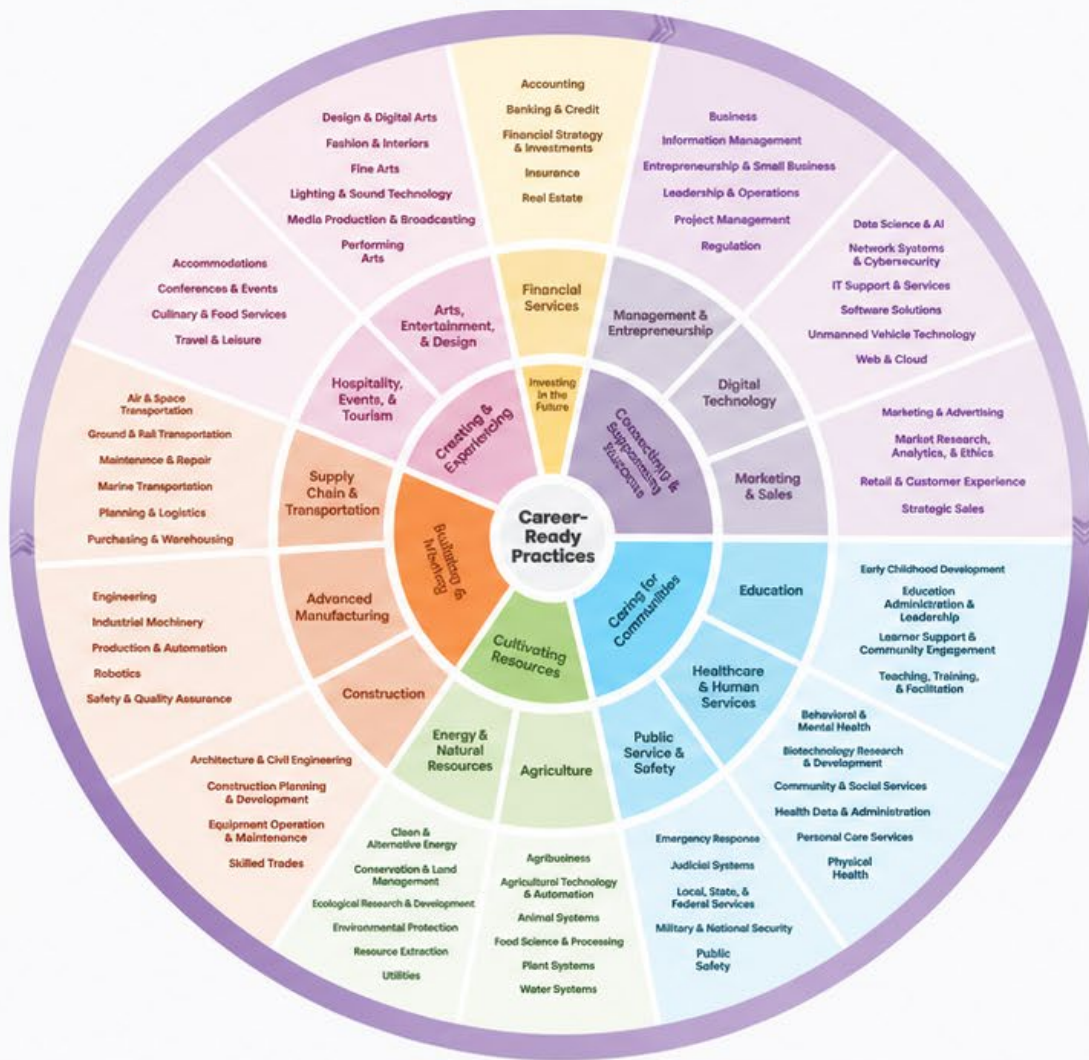 Career-
Ready
Practices
Investing
in the
Future
Financial
Services
Accounting
Banking & Credit
Financial Strategy
& Investments
Insurance
Real Estate
Management &
Entrepreneurship
Business
Information Management
Entrepreneurship & Small Business
Leadership & Operations
Project Management
Regulation
Digital
Technology
Data Science & AI
Network Systems
& Cybersecurity
IT Support & Services
Software Solutions
Unmanned Vehicle Technology
Web & Cloud
Marketing
& Sales
Marketing & Advertising
Market Research,
Analytics, & Ethics
Retail & Customer Experience
Strategic Sales
Caring for
Communities
Education
Early Childhood Development
Education
Administration &
Leadership
Learner Support &
Community Engagement
Teaching, Training,
& Facilitation
Healthcare
& Human
Services
Behavioral &
Mental Health
Biotechnology Research
& Development
Community & Social Services
Health Data & Administration
Personal Care Services
Physical
Health
Public
Service &
Safety
Emergency Response
Judicial Systems
Local, State, &
Federal Services
Military & National Security
Public
Safety
Cultivating
Resources
Agriculture
Agribusiness
Agricultural Technology
& Automation
Animal Systems
Food Science & Processing
Plant Systems
Water Systems
Energy &
Natural
Resources
Clean &
Alternative Energy
Conservation & Land
Management
Ecological Research & Development
Environmental Protection
Resource Extraction
Utilities
Construction
Architecture & Civil Engineering
Construction Planning
& Development
Equipment Operation
& Maintenance
Skilled Trades
Advanced
Manufacturing
Engineering
Industrial Machinery
Production & Automation
Robotics
Safety & Quality Assurance
Supply
Chain &
Transportation
Air & Space
Transportation
Ground & Rail Transportation
Maintenance & Repair
Marine Transportation
Planning & Logistics
Purchasing & Warehousing
Creating &
Experiencing
Hospitality,
Events, &
Tourism
Accommodations
Conferences & Events
Culinary & Food Services
Travel & Leisure
Arts,
Entertainment,
& Design
Design & Digital Arts
Fashion & Interiors
Fine Arts
Lighting & Sound Technology
Media Production & Broadcasting
Performing
Arts